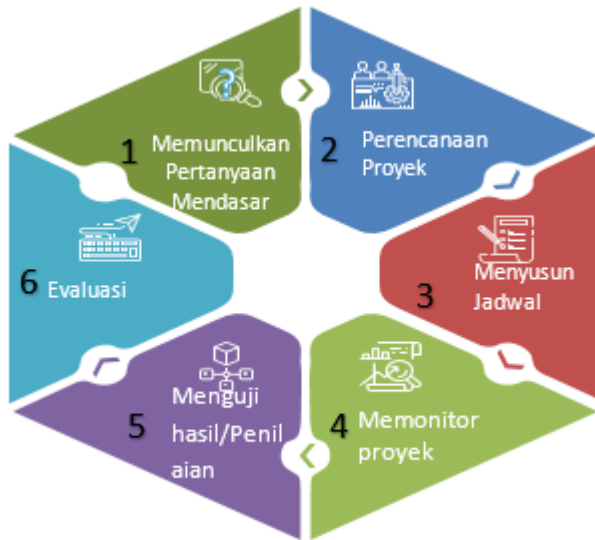 1
Memunculkan
Pertanyaan
Mendasar
2
Perencanaan
Proyek
3
Menyusun
Jadwal
4
Memonitor
proyek
5
Menguji
hasil/Penil
aian
6
Evaluasi